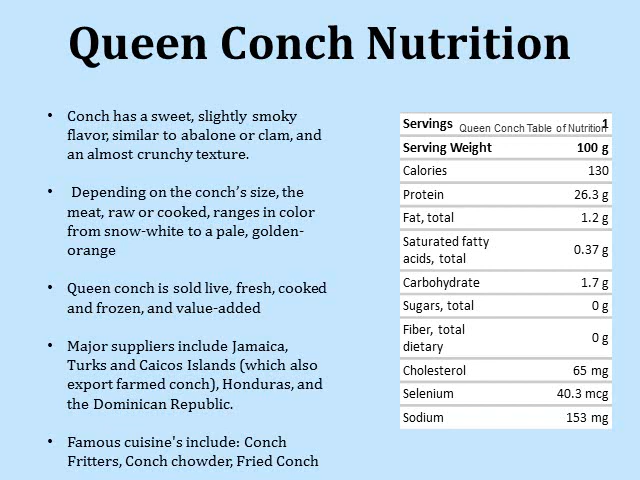 Queen Conch Nutrition
• Conch has a sweet, slightly smoky
flavor, similar to abalone or clam, and
an almost crunchy texture.
• Depending on the conch's size, the
meat, raw or cooked, ranges in color
from snow-white to a pale, golden-
orange
• Queen conch is sold live, fresh, cooked
and frozen, and value-added
• Major suppliers include Jamaica,
Turks and Caicos Islands (which also
export farmed conch), Honduras, and
the Dominican Republic.
• Famous cuisine's include: Conch
Fritters, Conch chowder, Fried Conch
Servings 1
Queen Conch Table of Nutrition
Serving Weight 100 g
Calories 130
Protein 26.3 g
Fat, total 1.2 g
Saturated fatty
acids, total 0.37 g
Carbohydrate 1.7 g
Sugars, total 0 g
Fiber, total
dietary 0 g
Cholesterol 65 mg
Selenium 40.3 mcg
Sodium 153 mg